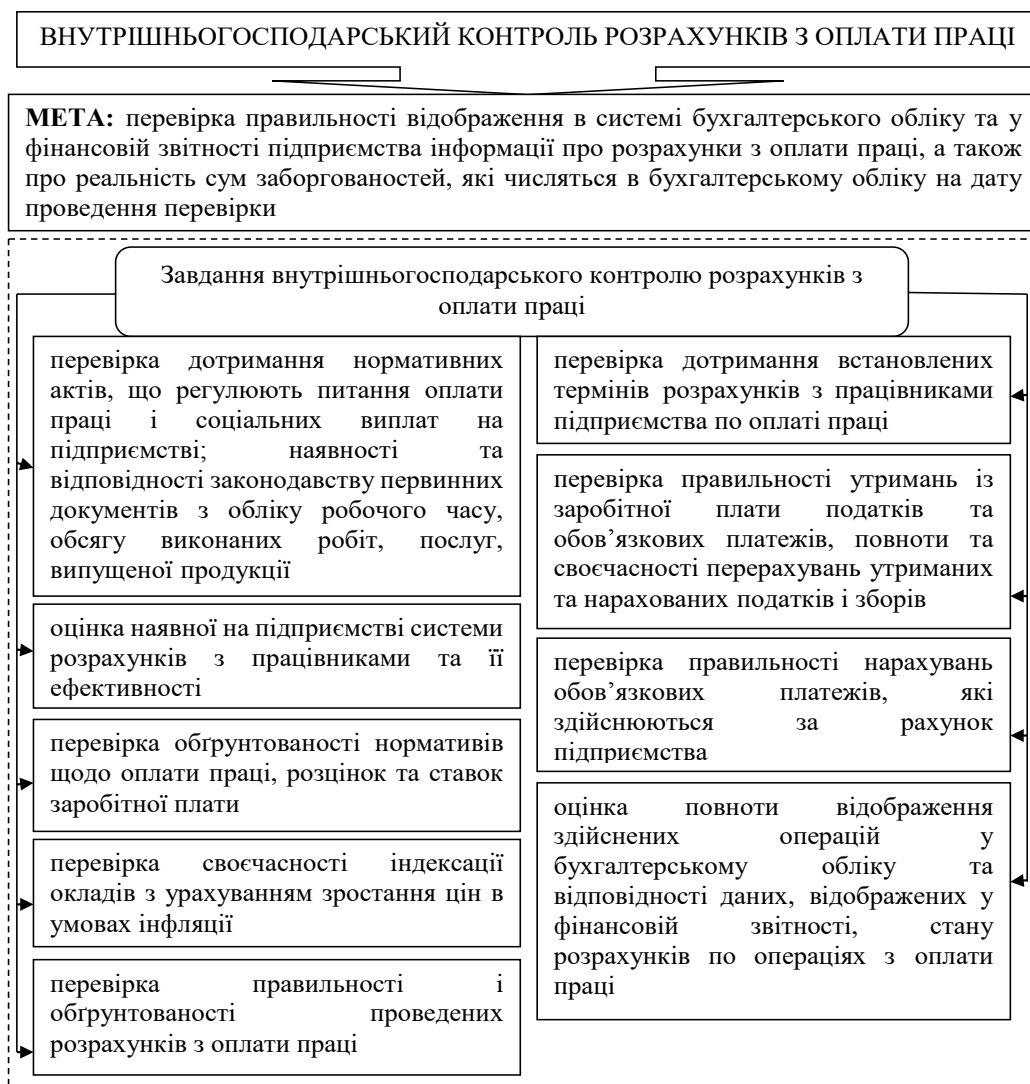 ВНУТРІШНЬОГОСПОДАРСЬКИЙ КОНТРОЛЬ РОЗРАХУНКІВ З ОПЛАТИ ПРАЦІ
МЕТА: перевірка правильності відображення в системі бухгалтерського обліку та у
фінансовій звітності підприємства інформації про розрахунки з оплати праці, а також
про реальність сум заборгованостей, які числяться в бухгалтерському обліку на дату
проведення перевірки
Завдання внутрішньогосподарського контролю розрахунків з
оплати праці
перевірка дотримання нормативних
актів, що регулюють питання оплати
праці і соціальних виплат на
підприємстві; наявності та
відповідності законодавству первинних
документів з обліку робочого часу,
обсягу виконаних робіт, послуг,
випущеної продукції
оцінка наявної на підприємстві системи
розрахунків з працівниками та її
ефективності
перевірка обґрунтованості нормативів
щодо оплати праці, розцінок та ставок
заробітної плати
перевірка своєчасності індексації
окладів з урахуванням зростання цін в
умовах інфляції
перевірка правильності і
обґрунтованості проведених
розрахунків з оплати праці
перевірка дотримання встановлених
термінів розрахунків з працівниками
підприємства по оплаті праці
перевірка правильності утримань із
заробітної плати податків та
обов’язкових платежів, повноти та
своєчасності перерахувань утриманих
та нарахованих податків і зборів
перевірка правильності нарахувань
обов’язкових платежів, які
здійснюються за рахунок
підприємства
оцінка повноти відображення
здійснених операцій у
бухгалтерському обліку та
відповідності даних, відображених у
фінансовій звітності, стану
розрахунків по операціях з оплати
праці